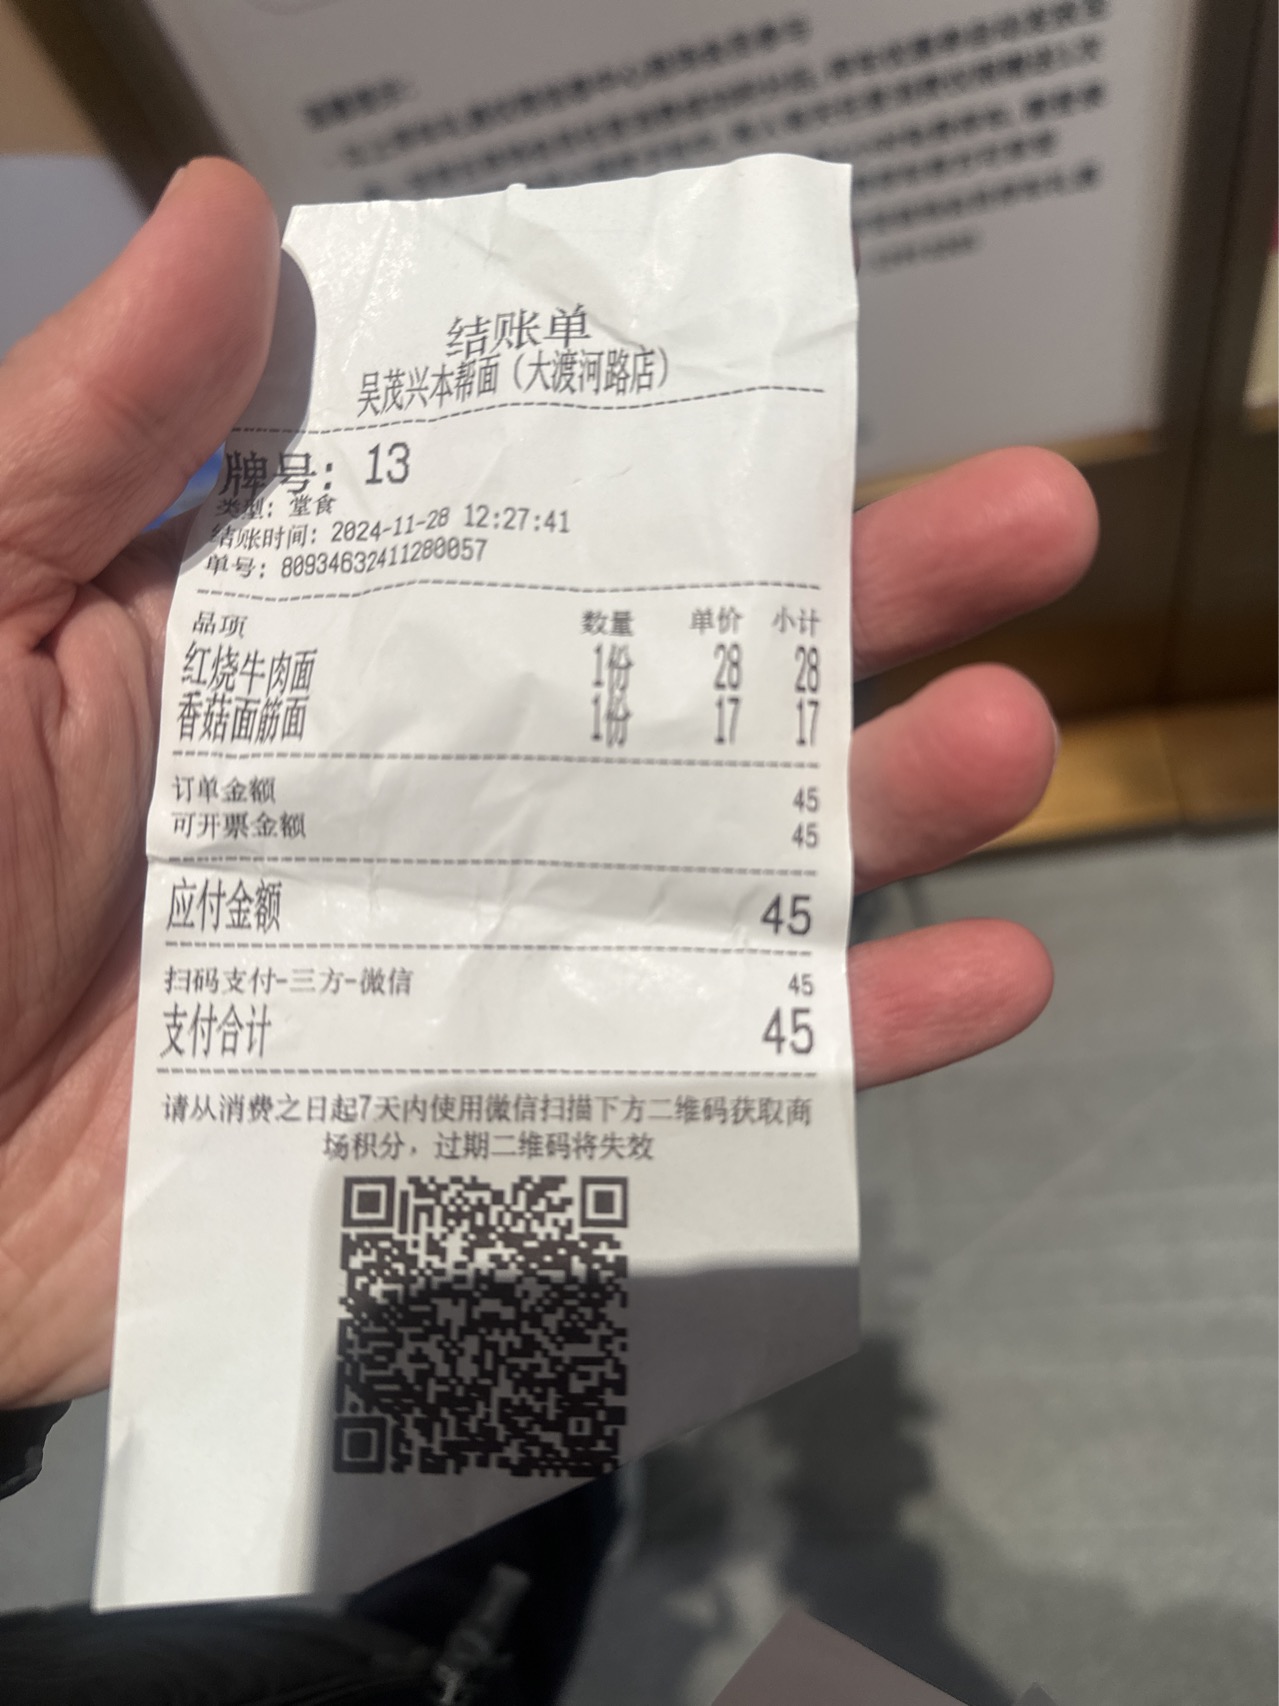 结账单
吴茂兴本帮面（大渡河路店）
牌号：13
类型：堂食
结账时间：2024-11-28 12:27:41
单号：80934632411280057
品项 数量 单价 小计
红烧牛肉面 1份 28 28
香菇面筋面 1份 17 17
订单金额 45
可开票金额 45
应付金额 45
扫码支付-三方-微信 45
支付合计 45
请从消费之日起7天内使用微信扫描下方二维码获取商
场积分，过期二维码将失效